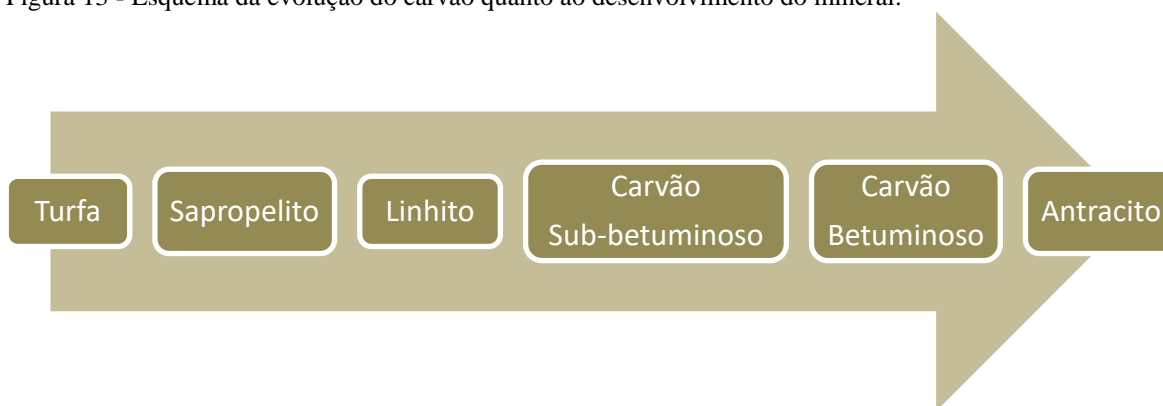 Figura 13 - Esquema da evolução do carvão quanto ao desenvolvimento do mineral.
Turfa
Sapropelito
Linhito
Carvão
Sub-betuminoso
Carvão
Betuminoso
Antracito